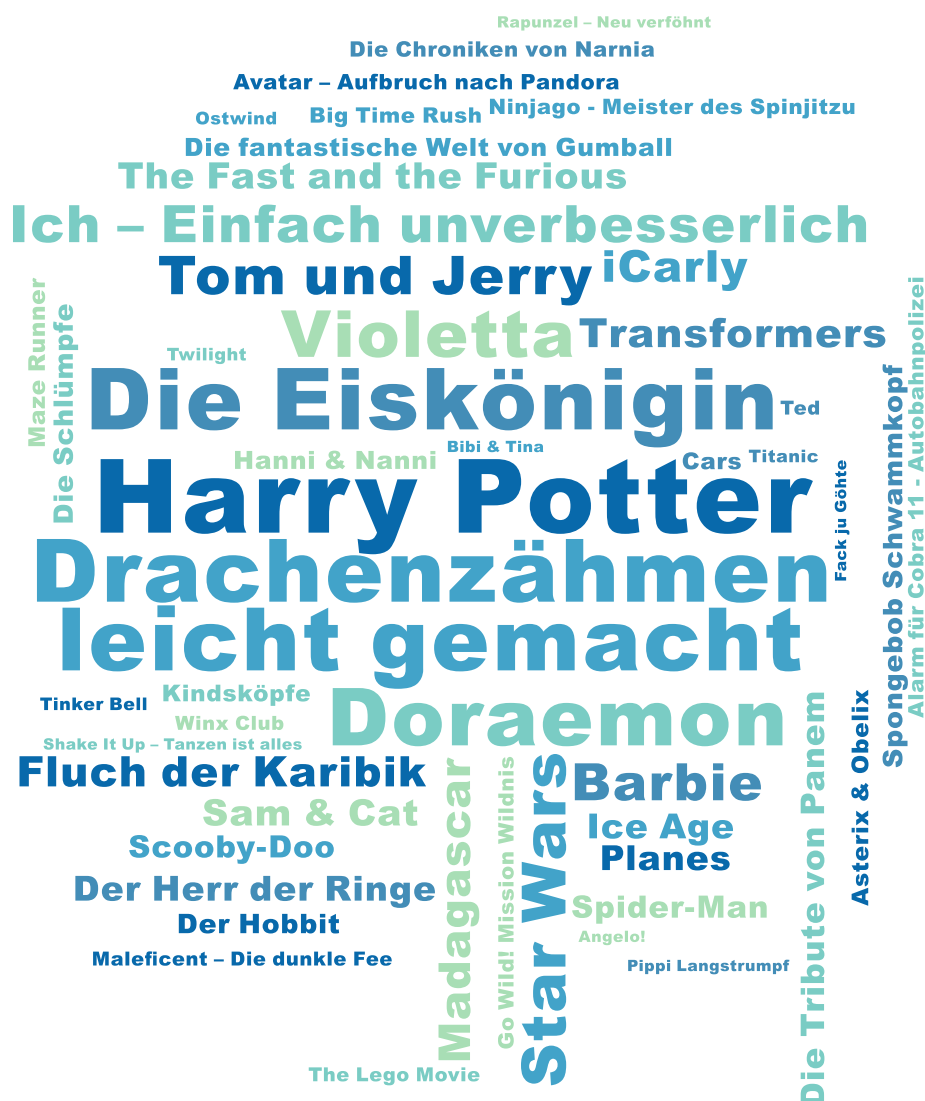 Rapunzel – Neu verföhnt
Die Chroniken von Narnia
Avatar – Aufbruch nach Pandora
Ninjago - Meister des Spinjitzu
Ostwind
Big Time Rush
Die fantastische Welt von Gumball
The Fast and the Furious
Ich – Einfach unverbesserlich
Tom und Jerry
iCarly
Maze Runner
Die Schlümpfe
Violetta
Transformers
Twilight
Die Eiskönigin
Ted
Bibi & Tina
Hanni & Nanni
Cars
Titanic
Harry Potter
Fack ju Göhte
Spongebob Schwammkopf
Alarm für Cobra 11 - Autobahnpolizei
Drachenzähmen
leicht gemacht
Tinker Bell
Kindsköpfe
Winx Club
Doraemon
Shake It Up – Tanzen ist alles
Fluch der Karibik
Barbie
Sam & Cat
Ice Age
Scooby-Doo
Planes
Der Herr der Ringe
Der Hobbit
Maleficent – Die dunkle Fee
Madagascar
Go Wild! Mission Wildnis
Star Wars
Spider-Man
Angelo!
Pippi Langstrumpf
Die Tribute von Panem
Asterix & Obelix
The Lego Movie